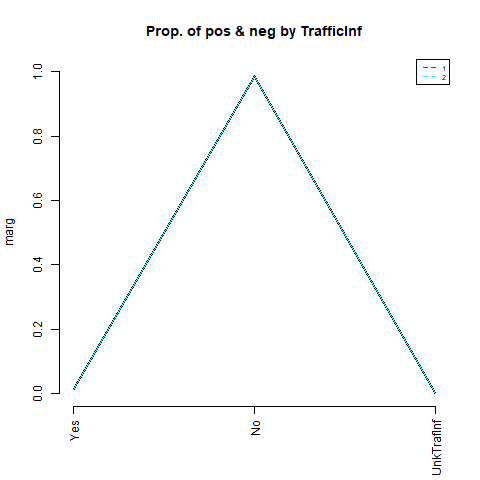 Prop. of pos & neg by TrafficInf
1
2
marg
1.0
0.8
0.6
0.4
0.2
0.0
Yes
No
UnkTrafInf